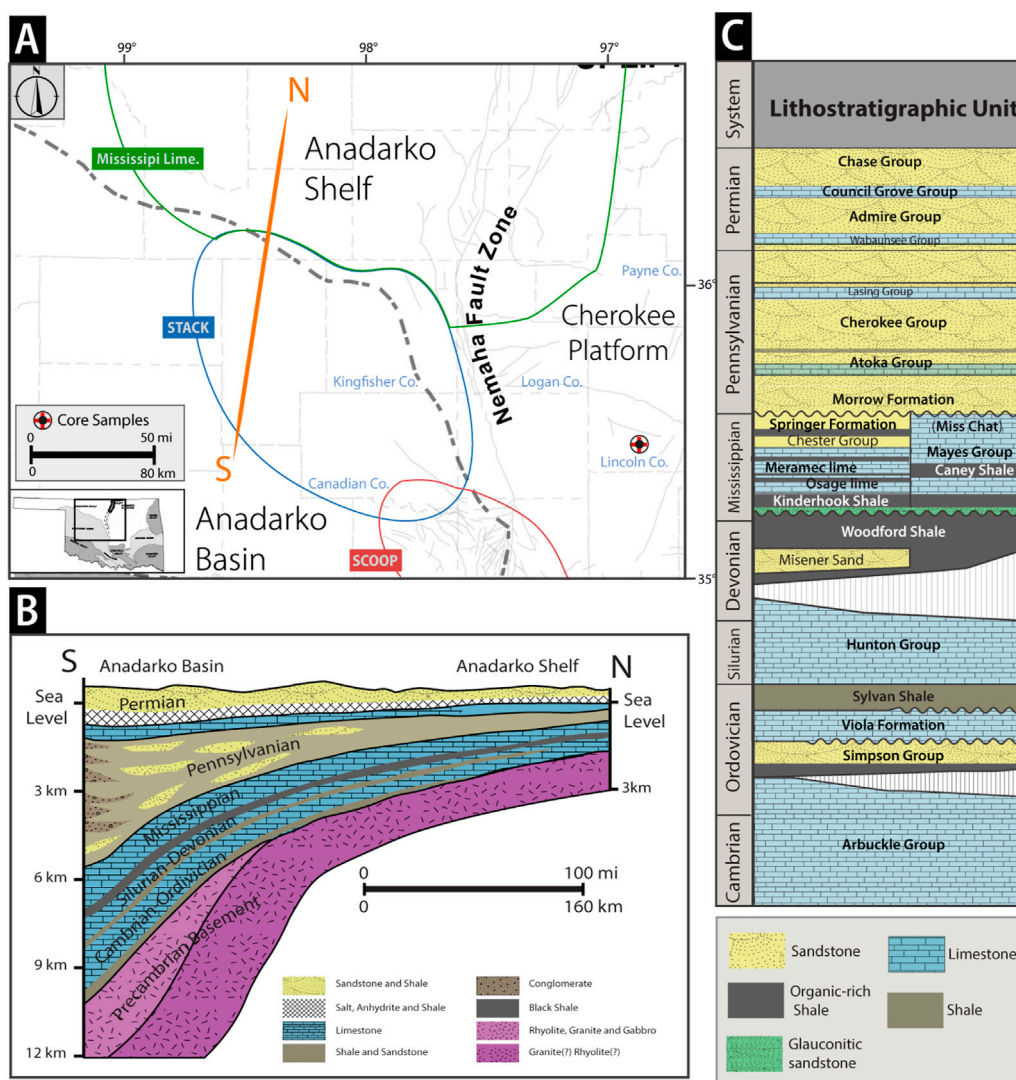 A
99°
98°
97°
N
N
Anadarko
Shelf
Mississipi Lime.
Nemaha Fault Zone
Payne Co.
36°
STACK
Cherokee
Platform
Kingfisher Co.
Logan Co.
Core Samples
0
50 mi
0
80 km
S
Canadian Co.
Lincoln Co.
Anadarko
Basin
SCOOP
35°
B
S
Anadarko Basin
Anadarko Shelf
N
Sea
Level
Permian
Sea
Level
Pennsylvanian
3 km
3km
Mississippian
Silurian-Devonian
Cambrian-Ordivician
Precambrian Basement
6 km
9 km
12 km
0
100 mi
0
160 km
Sandstone and Shale
Salt, Anhydrite and Shale
Limestone
Shale and Sandstone
Conglomerate
Black Shale
Rhyolite, Granite and Gabbro
Granite(?) Rhyolite(?)
C
System
Lithostratigraphic Unit
Permian
Chase Group
Council Grove Group
Admire Group
Wabaunsee Group
Pennsylvanian
Lasing Group
Cherokee Group
Atoka Group
Morrow Formation
Mississippian
Springer Formation
(Miss Chat)
Chester Group
Mayes Group
Meramec lime
Caney Shale
Osage lime
Kinderhook Shale
Devonian
Woodford Shale
Misener Sand
Silurian
Hunton Group
Ordovician
Sylvan Shale
Viola Formation
Simpson Group
Cambrian
Arbuckle Group
Sandstone
Limestone
Organic-rich
Shale
Shale
Glauconitic
sandstone